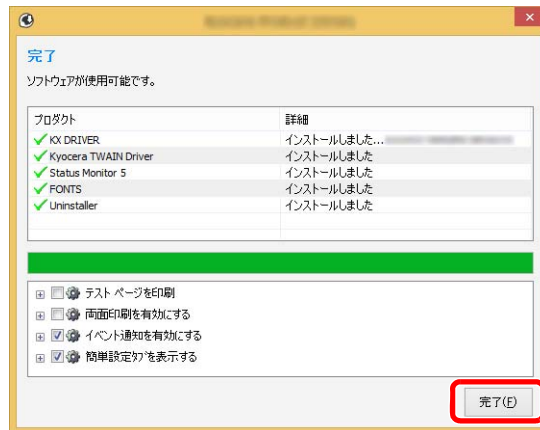 完了
ソフトウェアが使用可能です。
プロダクト 詳細
KX DRIVER インストールしました...
Kyocera TWAIN Driver インストールしました
Status Monitor 5 インストールしました
FONTS インストールしました
Uninstaller インストールしました
テスト ページを印刷
両面印刷を有効にする
イベント通知を有効にする
簡単設定タブを表示する
完了(F)